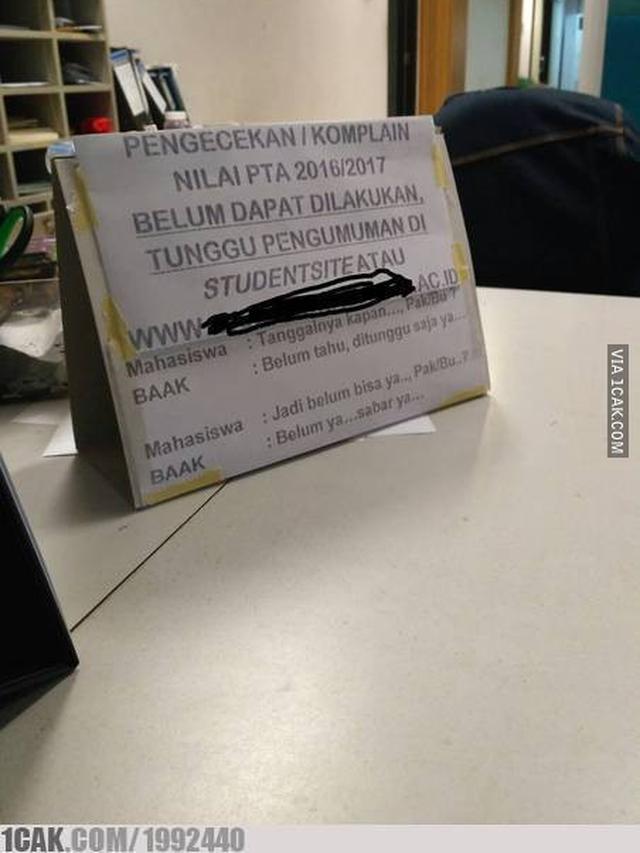 PENGECEKAN / KOMPLAIN
NILAI PTA 2016/2017
BELUM DAPAT DILAKUKAN,
TUNGGU PENGUMUMAN DI
STUDENTSITE ATAU
WWW AC.ID
Mahasiswa : Tanggalnya kapan..., Pak/Bu ?
BAAK : Belum tahu, ditunggu saja ya...
Mahasiswa : Jadi belum bisa ya.., Pak/Bu..?
BAAK : Belum ya...sabar ya...
VIA 1CAK.COM
1CAK.COM/1992440